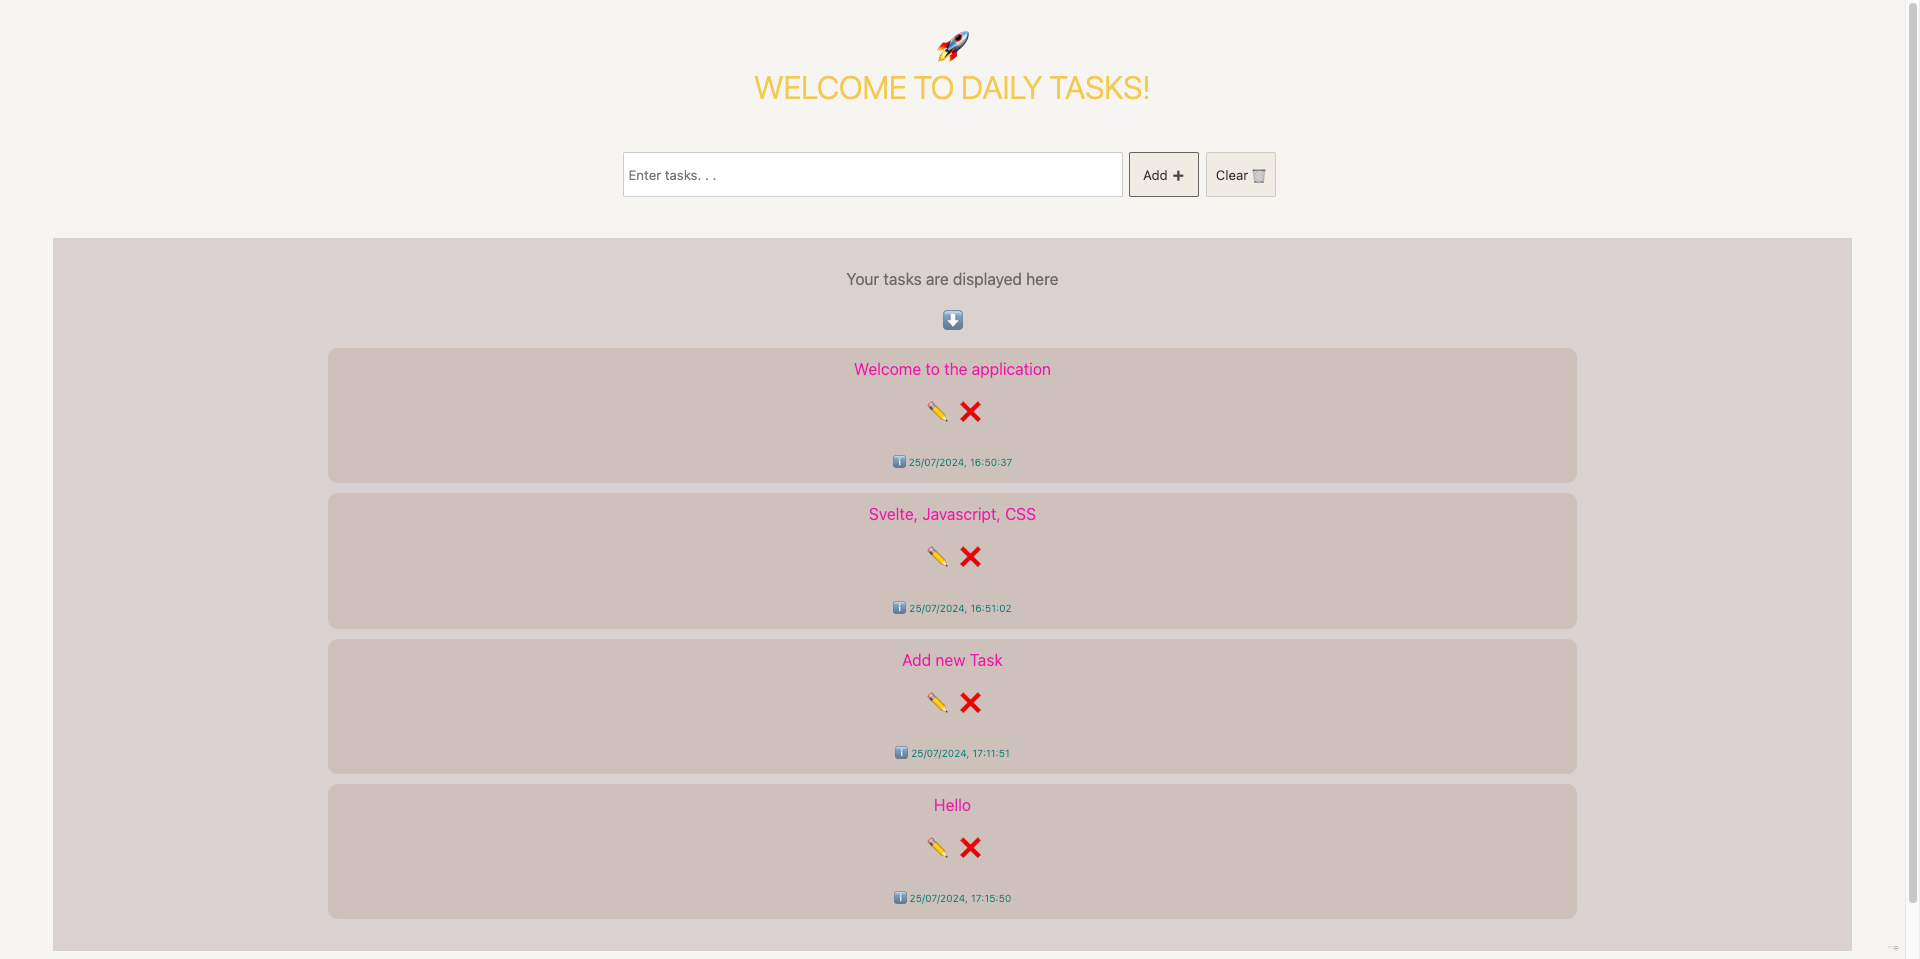 WELCOME TO DAILY TASKS!
Enter tasks. . .
Add
Clear
Your tasks are displayed here
Welcome to the application
25/07/2024, 16:50:37
Svelte, Javascript, CSS
25/07/2024, 16:51:02
Add new Task
25/07/2024, 17:11:51
Hello
25/07/2024, 17:15:50